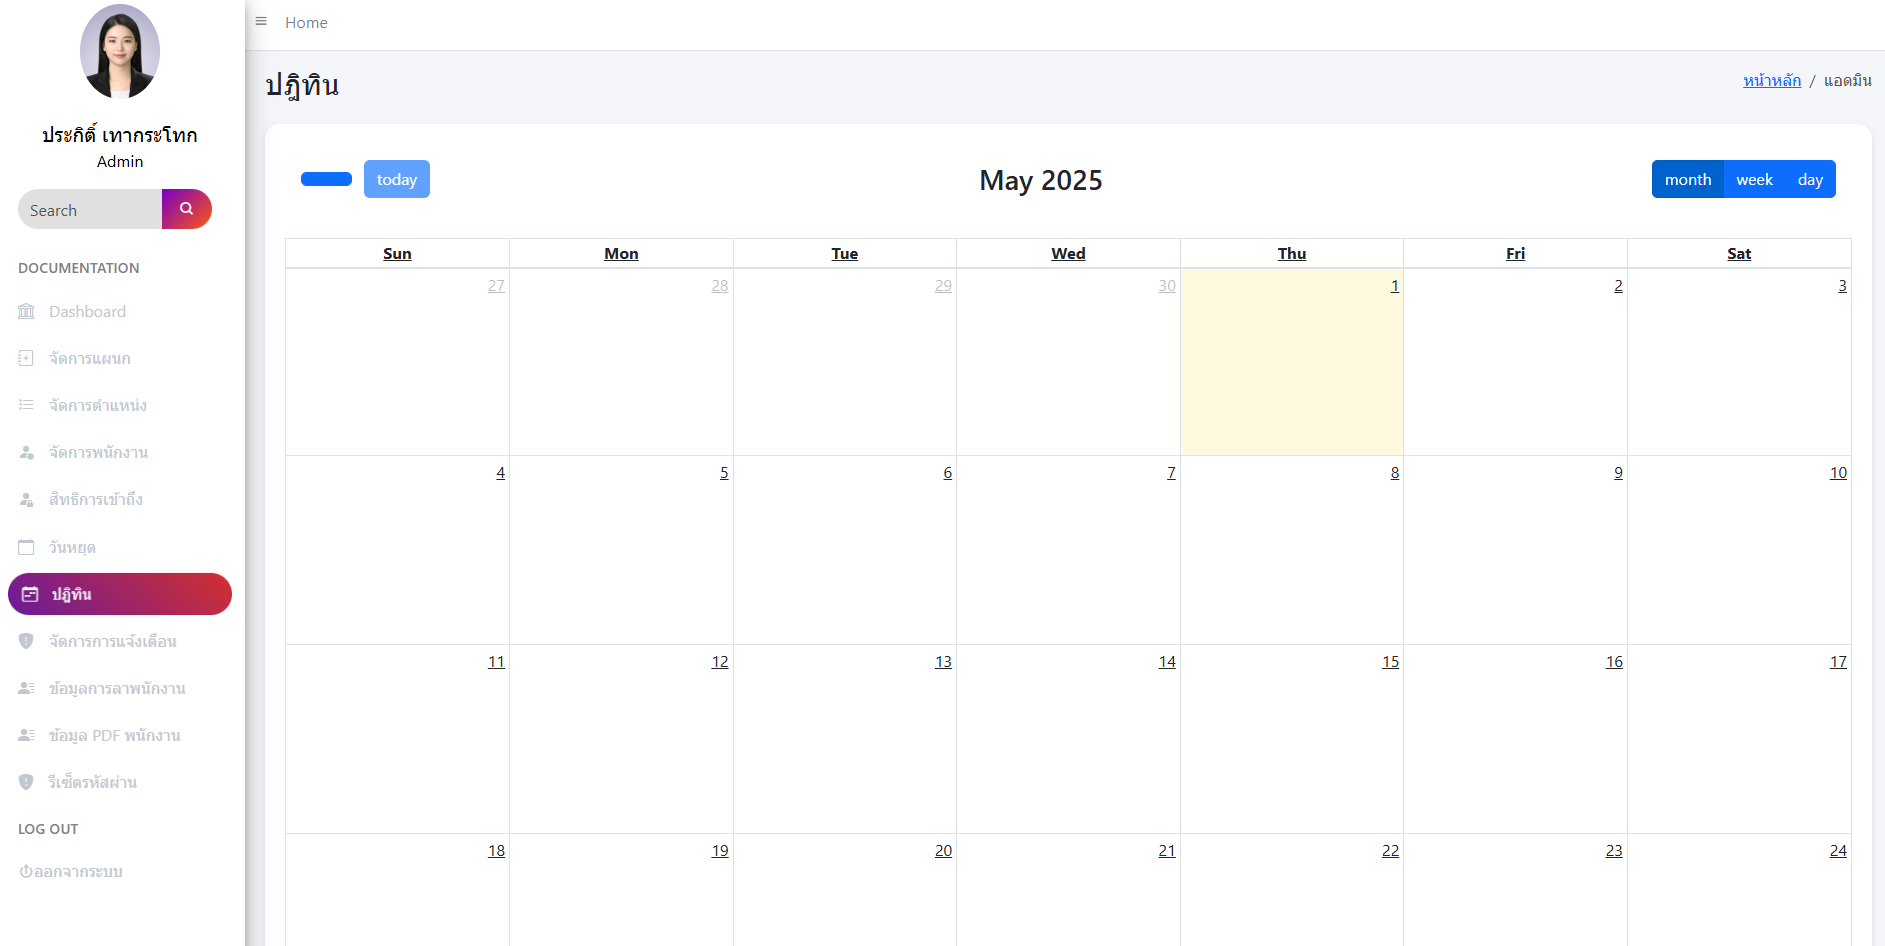 Home
ประกิติ์ เทากระโทก
Admin
Search
DOCUMENTATION
Dashboard
จัดการแผนก
จัดการตำแหน่ง
จัดการพนักงาน
สิทธิการเข้าถึง
วันหยุด
ปฎิทิน
จัดการการแจ้งเตือน
ข้อมูลการลาพนักงาน
ข้อมูล PDF พนักงาน
รีเซ็ตรหัสผ่าน
LOG OUT
ออกจากระบบ
ปฎิทิน
หน้าหลัก / แอดมิน
today
May 2025
month week day
Sun Mon Tue Wed Thu Fri Sat
27 28 29 30 1 2 3
4 5 6 7 8 9 10
11 12 13 14 15 16 17
18 19 20 21 22 23 24